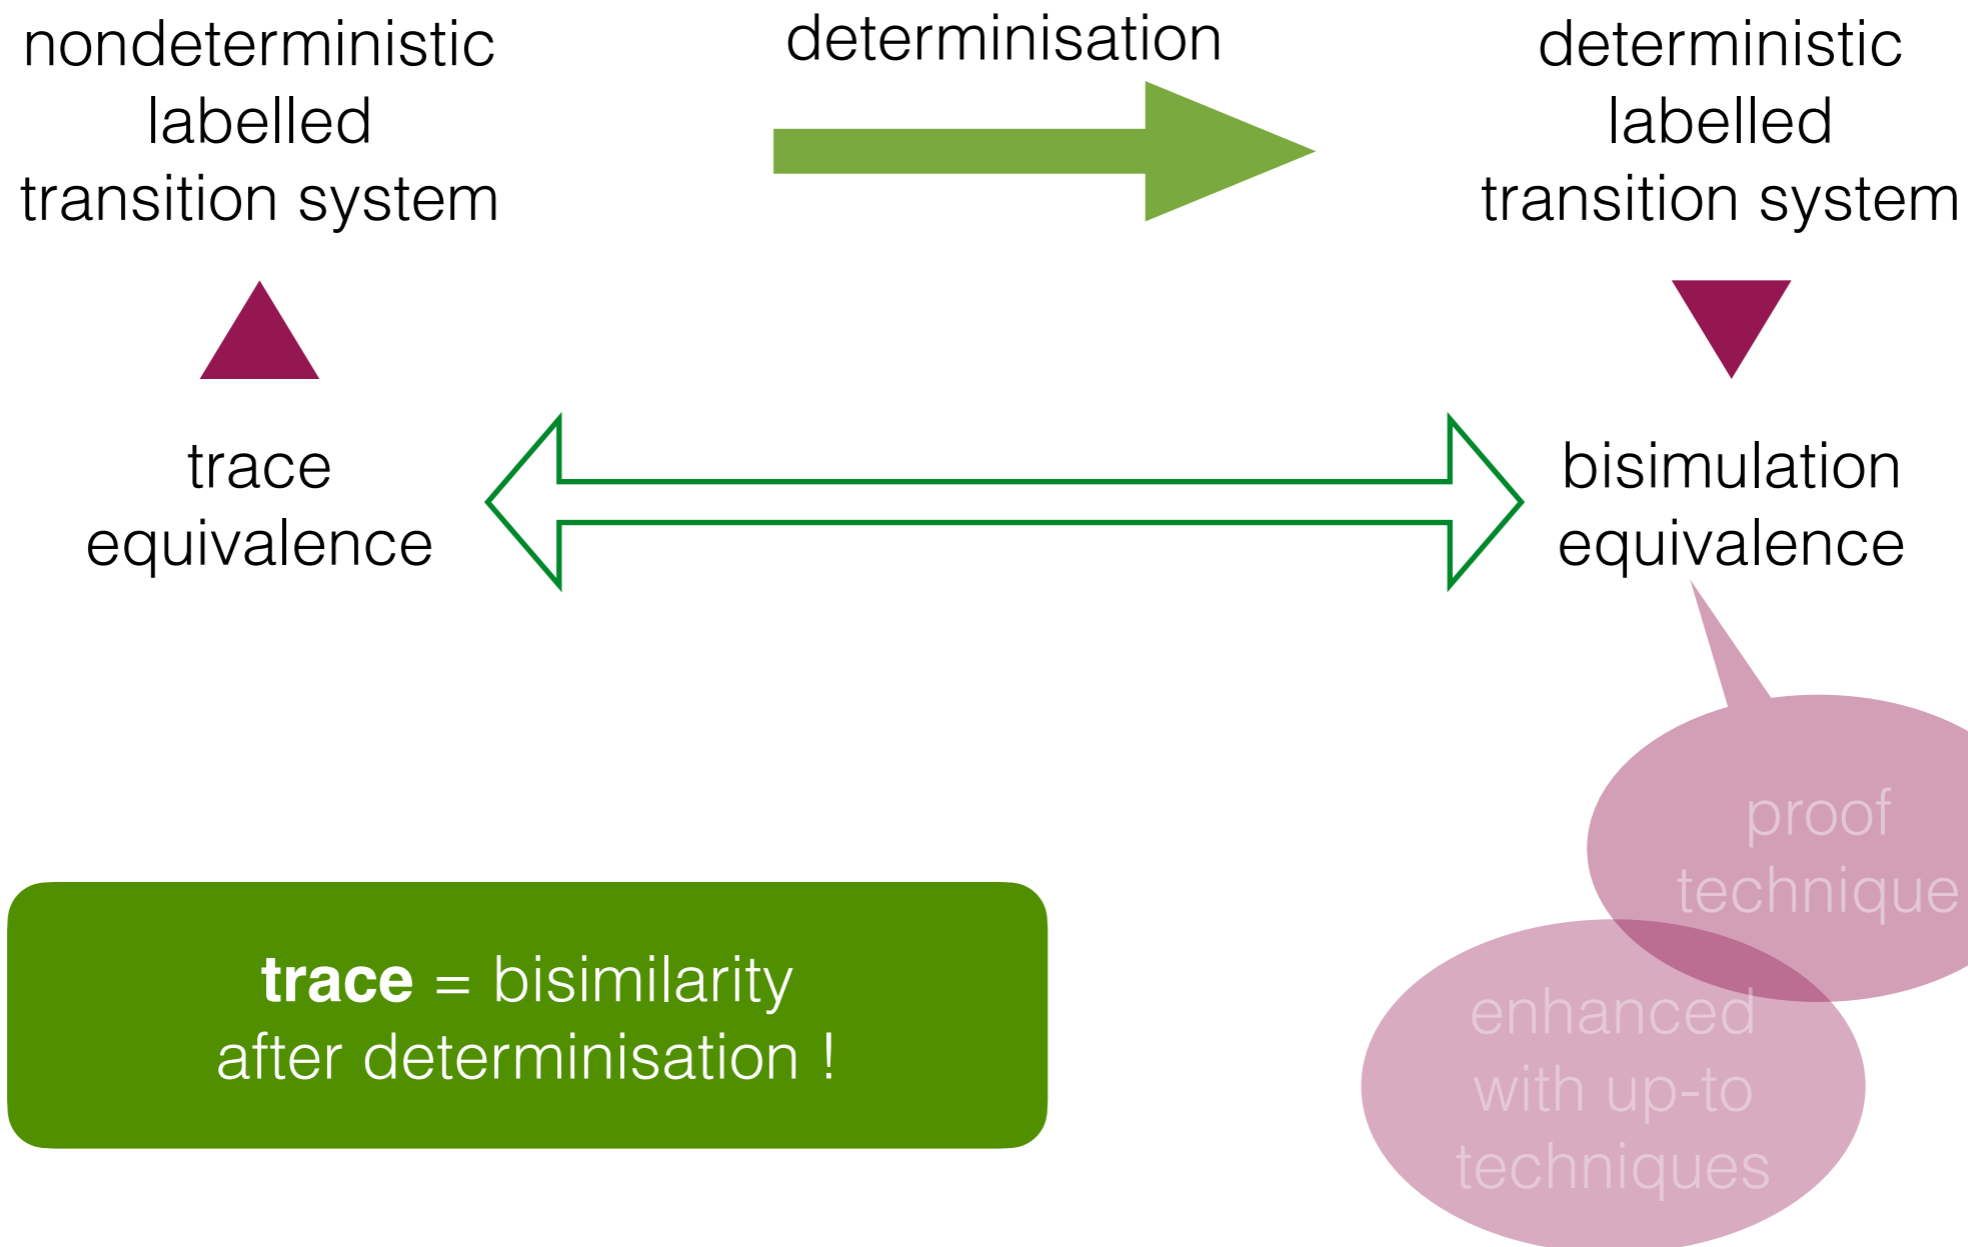 nondeterministic
labelled
transition system
determinisation
deterministic
labelled
transition system
trace
equivalence
bisimulation
equivalence
proof
technique
enhanced
with up-to
techniques
trace = bisimilarity
after determinisation !